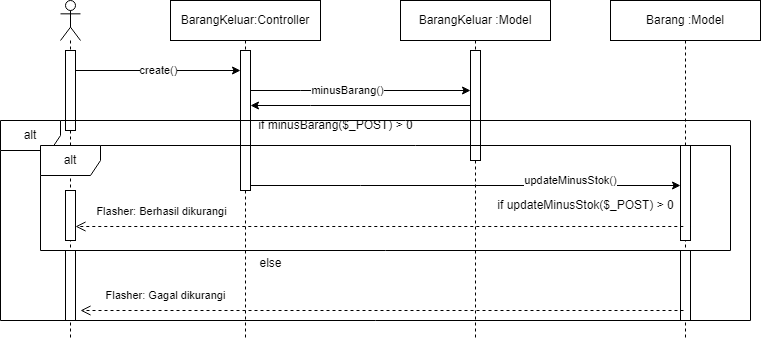 BarangKeluar:Controller
BarangKeluar :Model
Barang :Model
create()
minusBarang()
if minusBarang($_POST) > 0
alt
alt
updateMinusStok()
if updateMinusStok($_POST) > 0
Flasher: Berhasil dikurangi
else
Flasher: Gagal dikurangi